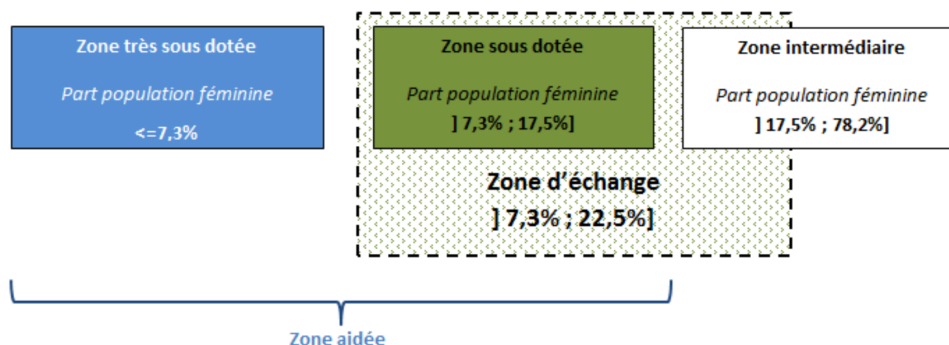 Zone très sous dotée
Part population féminine
<=7,3%
Zone sous dotée
Part population féminine
] 7,3% ; 17,5%]
Zone intermédiaire
Part population féminine
] 17,5% ; 78,2%]
Zone d'échange
] 7,3% ; 22,5%]
Zone aidée